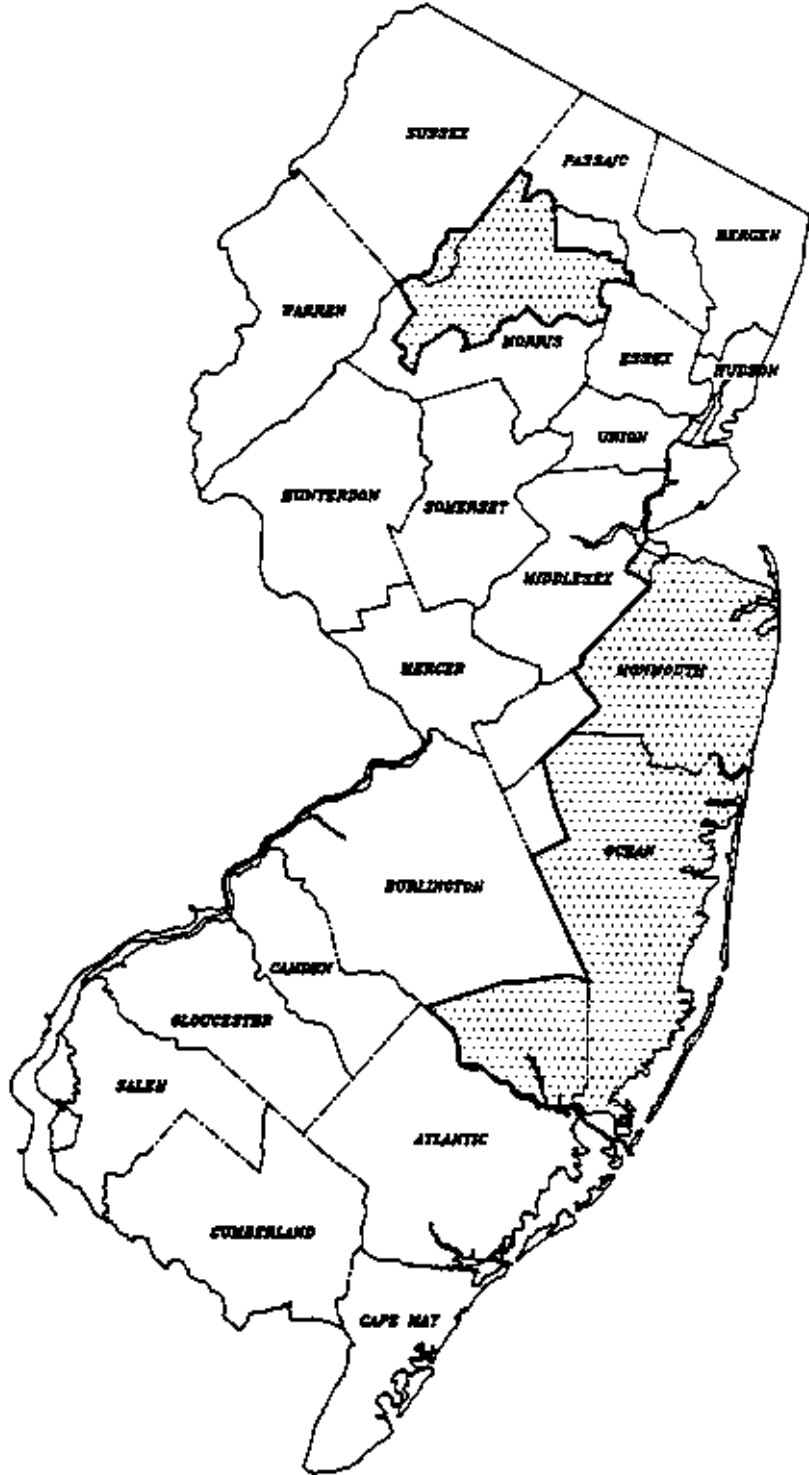 SUSSEX
PASSAIC
BERGEN
WARREN
MORRIS
ESSEX
HUDSON
UNION
HUNTERDON
SOMERSET
MIDDLESEX
MERCER
MONMOUTH
OCEAN
BURLINGTON
CAMDEN
GLOUCESTER
SALEM
ATLANTIC
CUMBERLAND
CAPE MAY